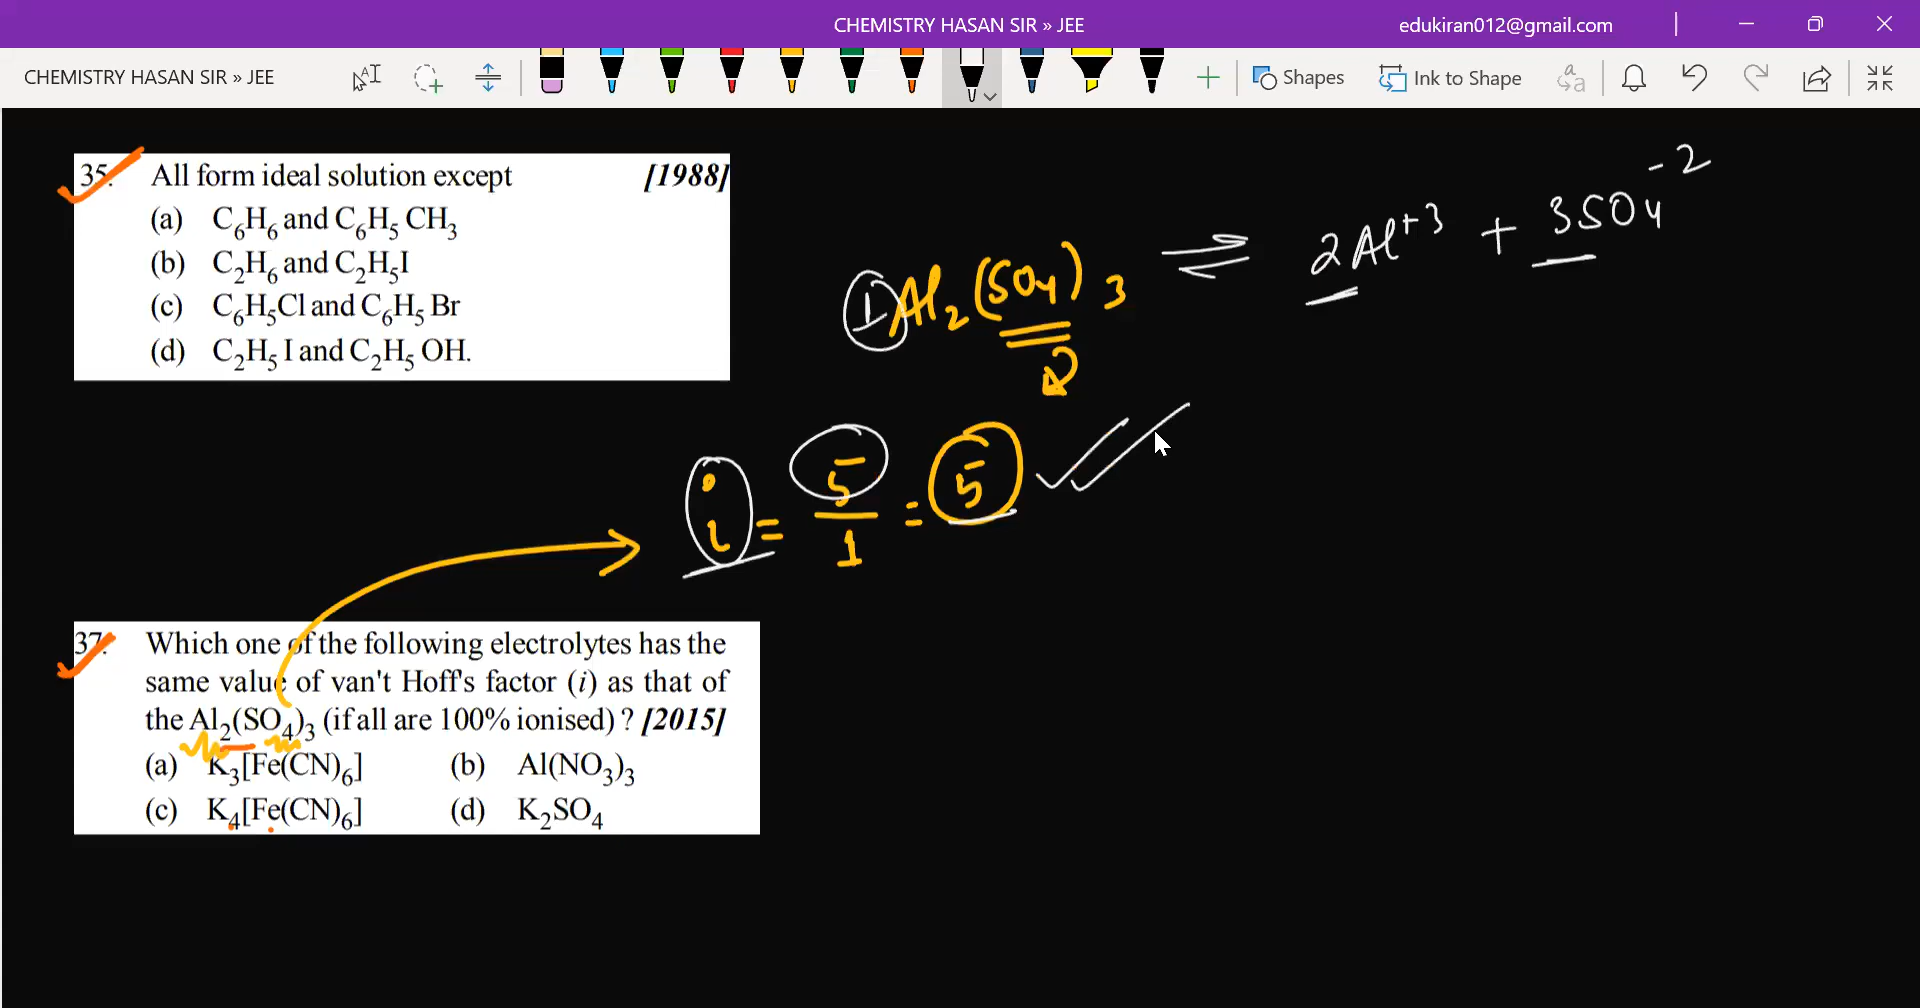 CHEMISTRY HASAN SIR » JEE
edukiran012@gmail.com
CHEMISTRY HASAN SIR » JEE
Shapes
Ink to Shape
35. All form ideal solution except [1988]
(a) C₆H₆ and C₆H₅ CH₃
(b) C₂H₆ and C₂H₅I
(c) C₆H₅Cl and C₆H₅ Br
(d) C₂H₅ I and C₂H₅ OH.
1 Al₂(SO₄)₃ ⇌ 2Al⁺³ + 3SO₄⁻²
i = 5/1 = 5
37. Which one of the following electrolytes has the
same value of van't Hoff's factor (i) as that of
the Al₂(SO₄)₃ (if all are 100% ionised) ? [2015]
(a) K₃[Fe(CN)₆] (b) Al(NO₃)₃
(c) K₄[Fe(CN)₆] (d) K₂SO₄